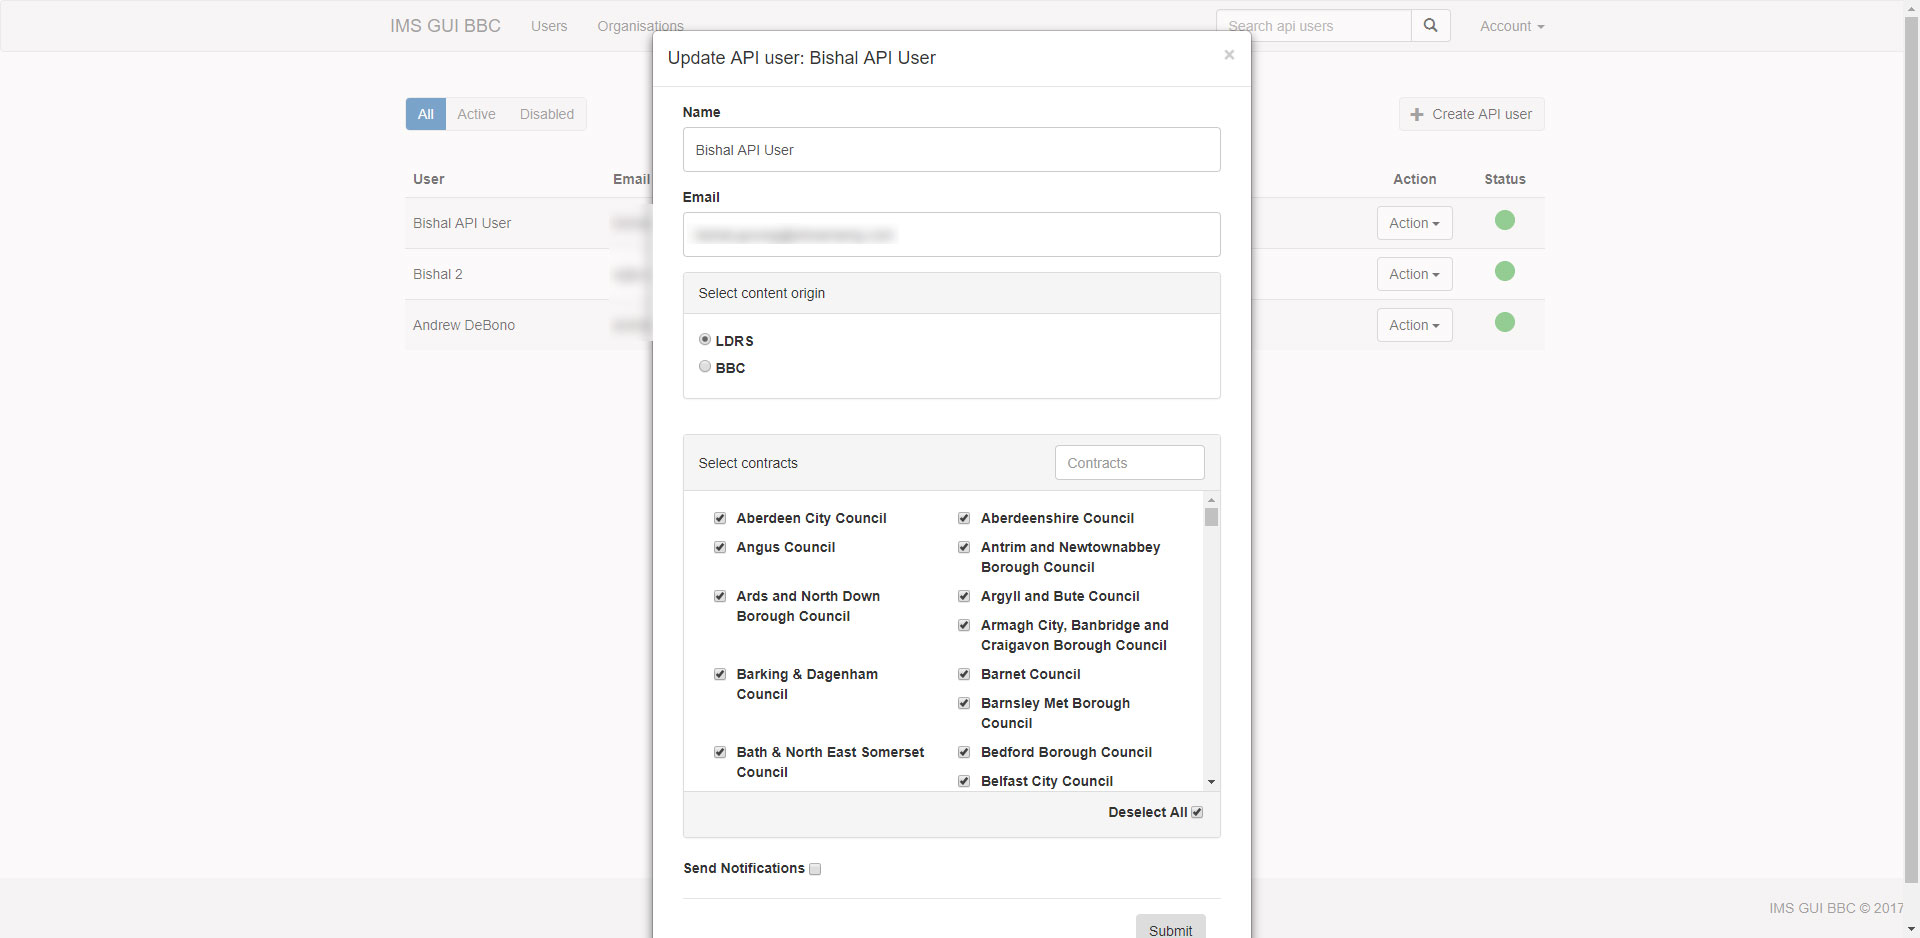 IMS GUI BBC Users Organisations Search api users Account
Update API user: Bishal API User ×
All Active Disabled
Create API user
User Email Action Status
Bishal API User Action
Bishal 2 Action
Andrew DeBono Action
Name
Bishal API User
Email
Select content origin
LDRS
BBC
Select contracts Contracts
Aberdeen City Council Aberdeenshire Council
Angus Council Antrim and Newtownabbey
Borough Council
Ards and North Down Argyll and Bute Council
Borough Council
Armagh City, Banbridge and
Craigavon Borough Council
Barking & Dagenham Barnet Council
Council
Barnsley Met Borough
Council
Bath & North East Somerset Bedford Borough Council
Council
Belfast City Council
Deselect All
Send Notifications
Submit
IMS GUI BBC © 2017